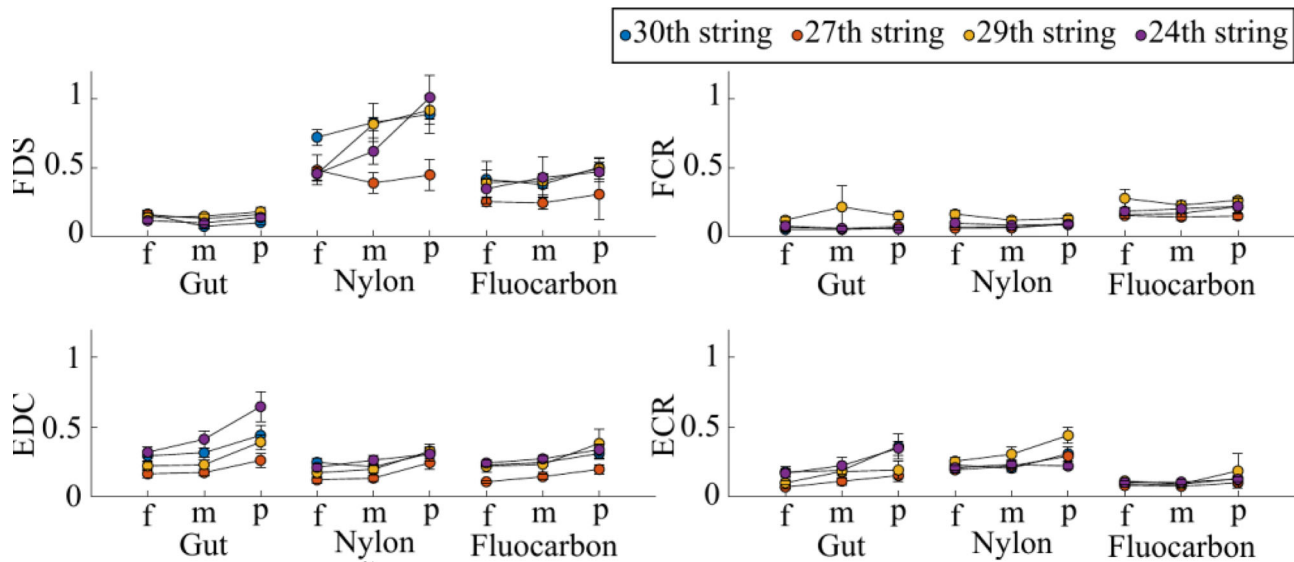 30th string 27th string 29th string 24th string
FDS
1
0.5
0
f m p f m p f m p
Gut Nylon Fluocarbon
FCR
1
0.5
0
f m p f m p f m p
Gut Nylon Fluocarbon
EDC
1
0.5
0
f m p f m p f m p
Gut Nylon Fluocarbon
ECR
1
0.5
0
f m p f m p f m p
Gut Nylon Fluocarbon